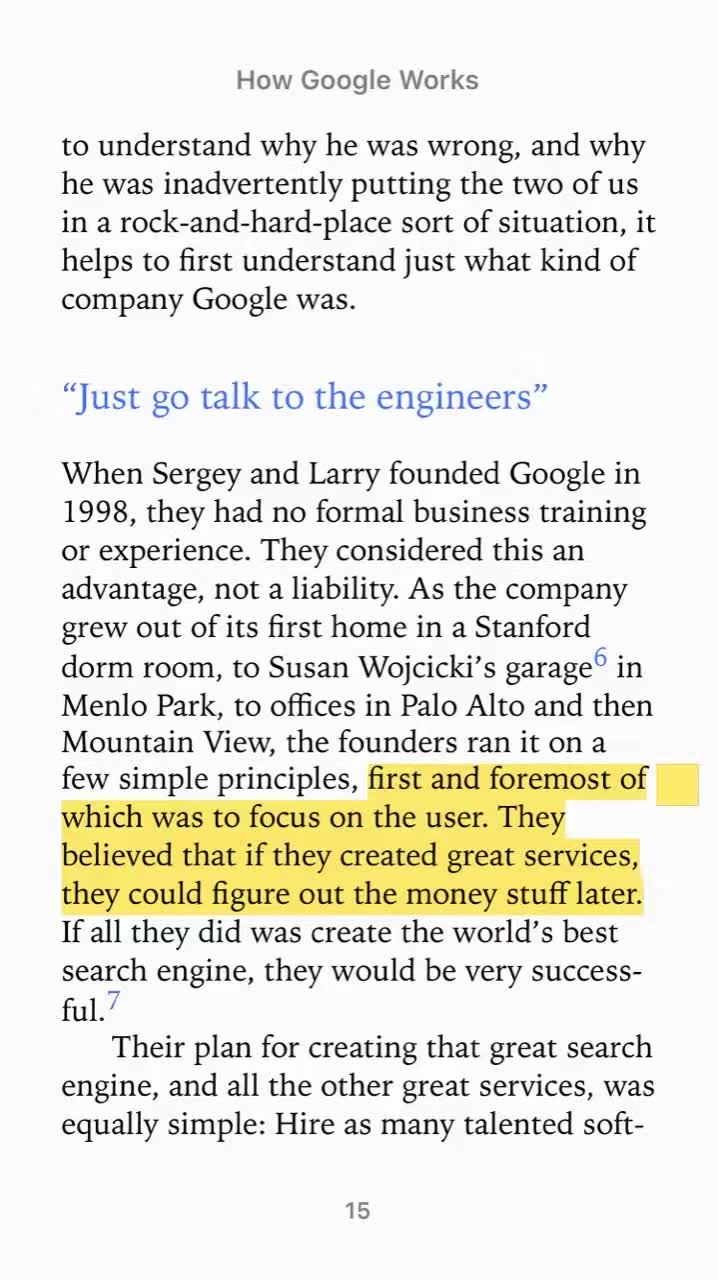 How Google Works
to understand why he was wrong, and why
he was inadvertently putting the two of us
in a rock-and-hard-place sort of situation, it
helps to first understand just what kind of
company Google was.
“Just go talk to the engineers”
When Sergey and Larry founded Google in
1998, they had no formal business training
or experience. They considered this an
advantage, not a liability. As the company
grew out of its first home in a Stanford
dorm room, to Susan Wojcicki’s garage6 in
Menlo Park, to offices in Palo Alto and then
Mountain View, the founders ran it on a
few simple principles, first and foremost of
which was to focus on the user. They
believed that if they created great services,
they could figure out the money stuff later.
If all they did was create the world’s best
search engine, they would be very success-
ful.7
Their plan for creating that great search
engine, and all the other great services, was
equally simple: Hire as many talented soft-
15